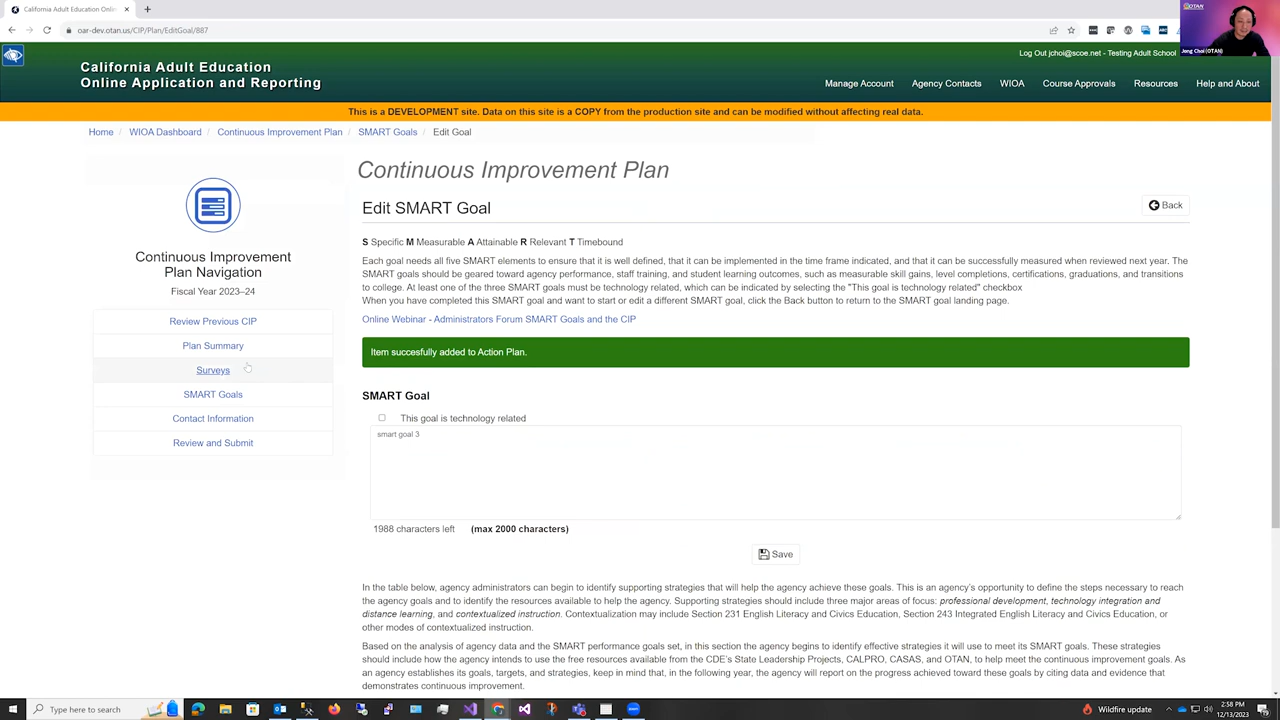 California Adult Education Onlin
oar-dev.otan.us/CIP/Plan/EditGoal/887
OTAN
Jong Choi (OTAN)
California Adult Education
Online Application and Reporting
Log Out jchoi@scoe.net - Testing Adult School
Manage Account
Agency Contacts
WIOA
Course Approvals
Resources
Help and About
This is a DEVELOPMENT site. Data on this site is a COPY from the production site and can be modified without affecting real data.
Home / WIOA Dashboard / Continuous Improvement Plan / SMART Goals / Edit Goal
Continuous Improvement
Plan Navigation
Fiscal Year 2023–24
Review Previous CIP
Plan Summary
Surveys
SMART Goals
Contact Information
Review and Submit
Continuous Improvement Plan
Edit SMART Goal
Back
S Specific M Measurable A Attainable R Relevant T Timebound
Each goal needs all five SMART elements to ensure that it is well defined, that it can be implemented in the time frame indicated, and that it can be successfully measured when reviewed next year. The
SMART goals should be geared toward agency performance, staff training, and student learning outcomes, such as measurable skill gains, level completions, certifications, graduations, and transitions
to college. At least one of the three SMART goals must be technology related, which can be indicated by selecting the "This goal is technology related" checkbox
When you have completed this SMART goal and want to start or edit a different SMART goal, click the Back button to return to the SMART goal landing page.
Online Webinar - Administrators Forum SMART Goals and the CIP
Item succesfully added to Action Plan.
SMART Goal
This goal is technology related
smart goal 3
1988 characters left (max 2000 characters)
Save
In the table below, agency administrators can begin to identify supporting strategies that will help the agency achieve these goals. This is an agency's opportunity to define the steps necessary to reach
the agency goals and to identify the resources available to help the agency. Supporting strategies should include three major areas of focus: professional development, technology integration and
distance learning, and contextualized instruction. Contextualization may include Section 231 English Literacy and Civics Education, Section 243 Integrated English Literacy and Civics Education, or
other modes of contextualized instruction.
Based on the analysis of agency data and the SMART performance goals set, in this section the agency begins to identify effective strategies it will use to meet its SMART goals. These strategies
should include how the agency intends to use the free resources available from the CDE's State Leadership Projects, CALPRO, CASAS, and OTAN, to help meet the continuous improvement goals. As
an agency establishes its goals, targets, and strategies, keep in mind that, in the following year, the agency will report on the progress achieved toward these goals by citing data and evidence that
demonstrates continuous improvement.
Type here to search
Wildfire update
2:58 PM
12/13/2023